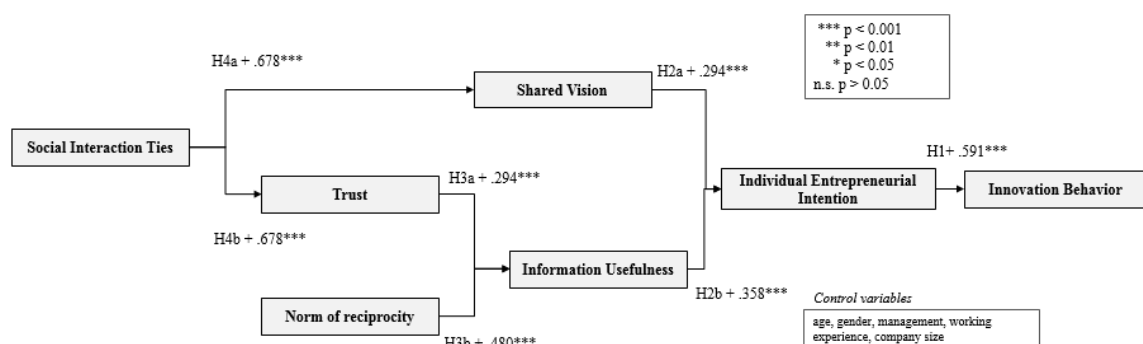 *** p < 0.001
** p < 0.01
* p < 0.05
n.s. p > 0.05
H4a + .678***
H2a + .294***
Shared Vision
Social Interaction Ties
H1+ .591***
H3a + .294***
Individual Entrepreneurial
Intention
Innovation Behavior
Trust
H4b + .678***
Information Usefulness
H2b + .358***
Control variables
Norm of reciprocity
age, gender, management, working
experience, company size
H3b + .480***